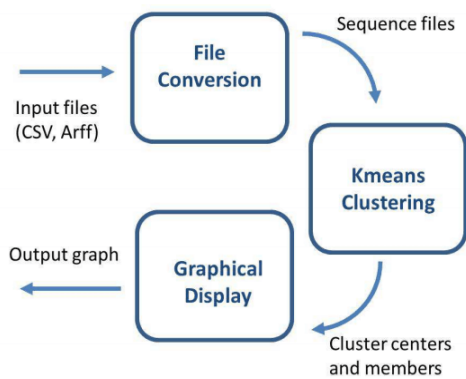 Sequence files
File
Conversion
Input files
(CSV, Arff)
Kmeans
Clustering
Output graph
Graphical
Display
Cluster centers
and members